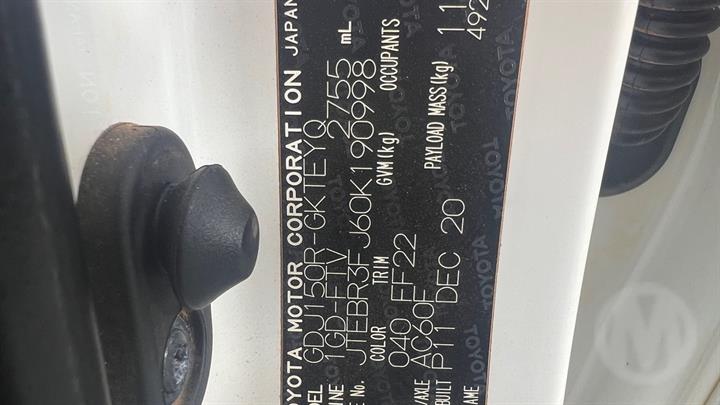 TOYOTA MOTOR CORPORATION JAPAN
GDJ150R-GKTEYQ
1GD-FTV 2755 mL
JTEBR3FJ60K190998
COLOR TRIM GVM(kg) OCCUPANTS
040 FF22
AC60F PAYLOAD MASS(kg)
P11 DEC 20